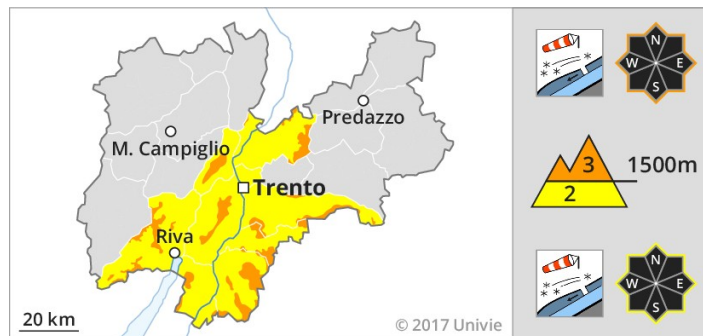 M. Campiglio
Predazzo
Trento
Riva
20 km
© 2017 Univie
N
W E
S
3
1500m
2
N
W E
S